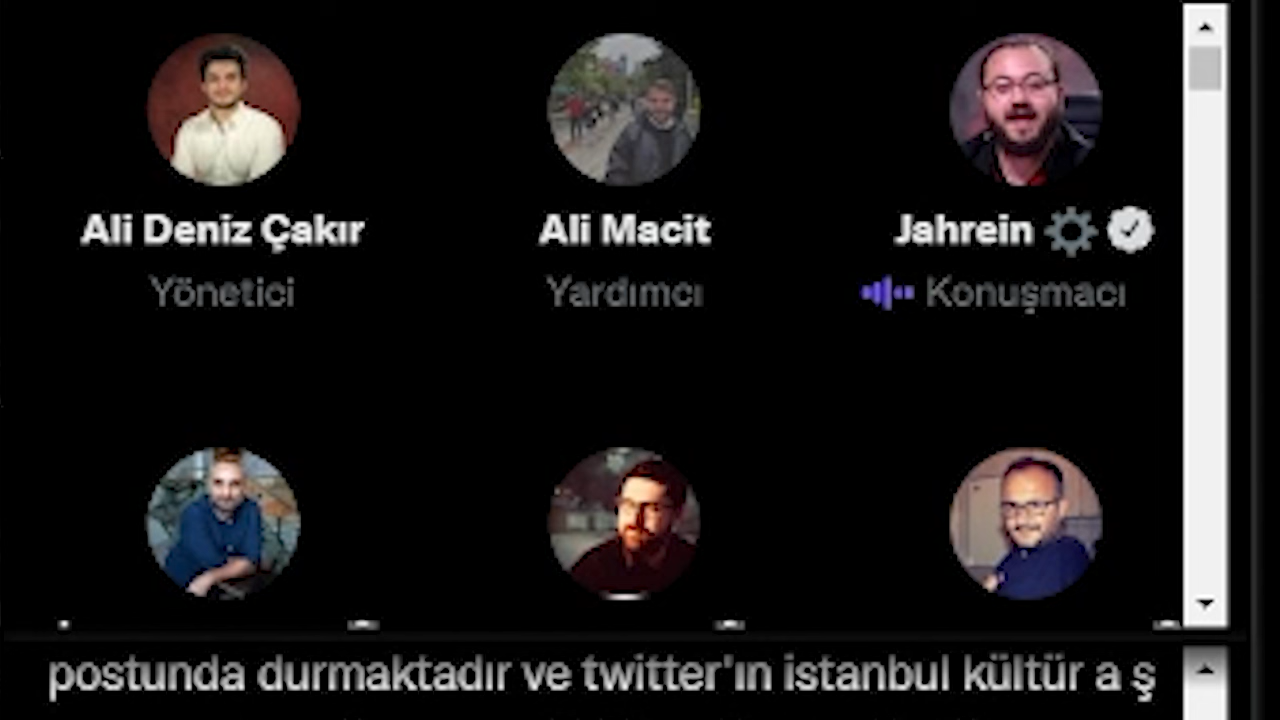 Ali Deniz Çakır
Ali Macit
Jahrein
Yönetici
Yardımcı
Konuşmacı
postunda durmaktadır ve twitter'ın istanbul kültür a ş